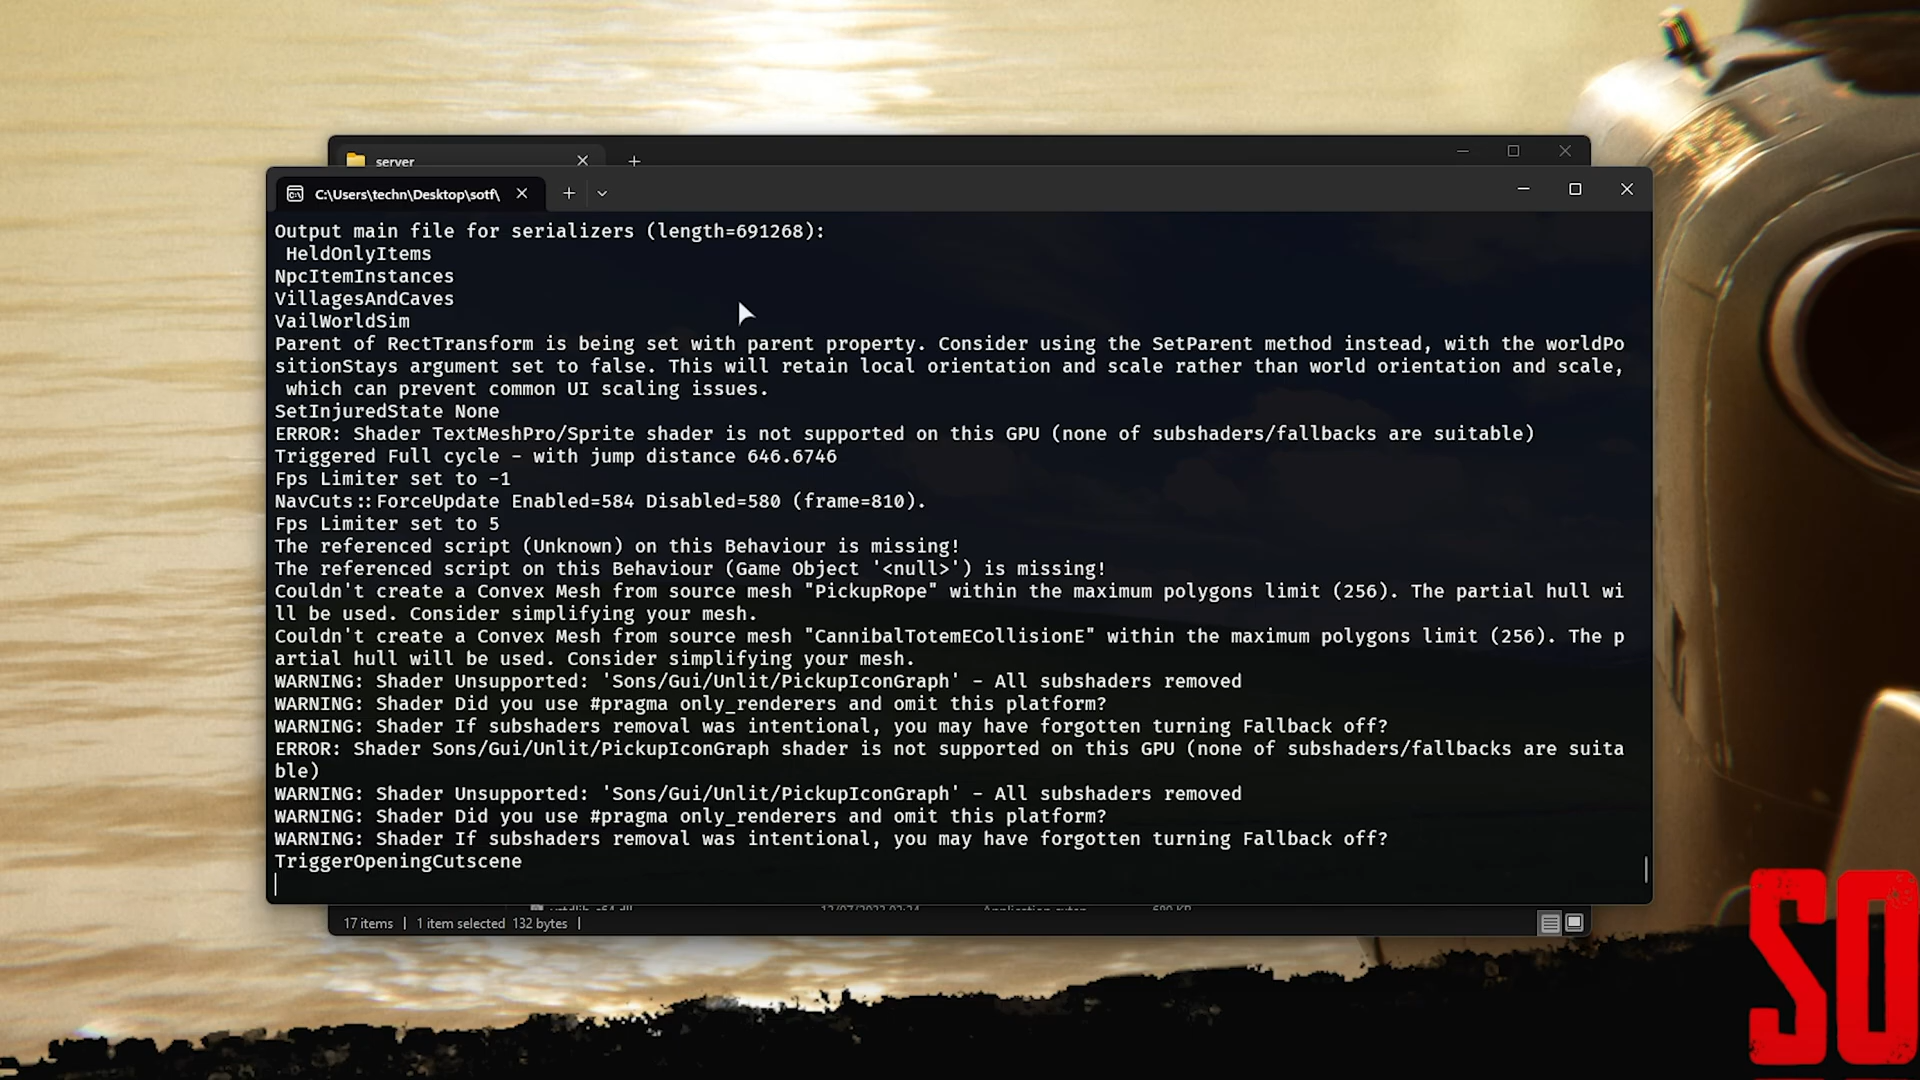 server
C:\Users\techn\Desktop\sotf\
Output main file for serializers (length=691268):
HeldOnlyItems
NpcItemInstances
VillagesAndCaves
VailWorldSim
Parent of RectTransform is being set with parent property. Consider using the SetParent method instead, with the worldPo
sitionStays argument set to false. This will retain local orientation and scale rather than world orientation and scale,
which can prevent common UI scaling issues.
SetInjuredState None
ERROR: Shader TextMeshPro/Sprite shader is not supported on this GPU (none of subshaders/fallbacks are suitable)
Triggered Full cycle - with jump distance 646.6746
Fps Limiter set to -1
NavCuts::ForceUpdate Enabled=584 Disabled=580 (frame=810).
Fps Limiter set to 5
The referenced script (Unknown) on this Behaviour is missing!
The referenced script on this Behaviour (Game Object '<null>') is missing!
Couldn't create a Convex Mesh from source mesh "PickupRope" within the maximum polygons limit (256). The partial hull wi
ll be used. Consider simplifying your mesh.
Couldn't create a Convex Mesh from source mesh "CannibalTotemECollisionE" within the maximum polygons limit (256). The p
artial hull will be used. Consider simplifying your mesh.
WARNING: Shader Unsupported: 'Sons/Gui/Unlit/PickupIconGraph' - All subshaders removed
WARNING: Shader Did you use #pragma only_renderers and omit this platform?
WARNING: Shader If subshaders removal was intentional, you may have forgotten turning Fallback off?
ERROR: Shader Sons/Gui/Unlit/PickupIconGraph shader is not supported on this GPU (none of subshaders/fallbacks are suita
ble)
WARNING: Shader Unsupported: 'Sons/Gui/Unlit/PickupIconGraph' - All subshaders removed
WARNING: Shader Did you use #pragma only_renderers and omit this platform?
WARNING: Shader If subshaders removal was intentional, you may have forgotten turning Fallback off?
TriggerOpeningCutscene
17 items | 1 item selected 132 bytes |
SO